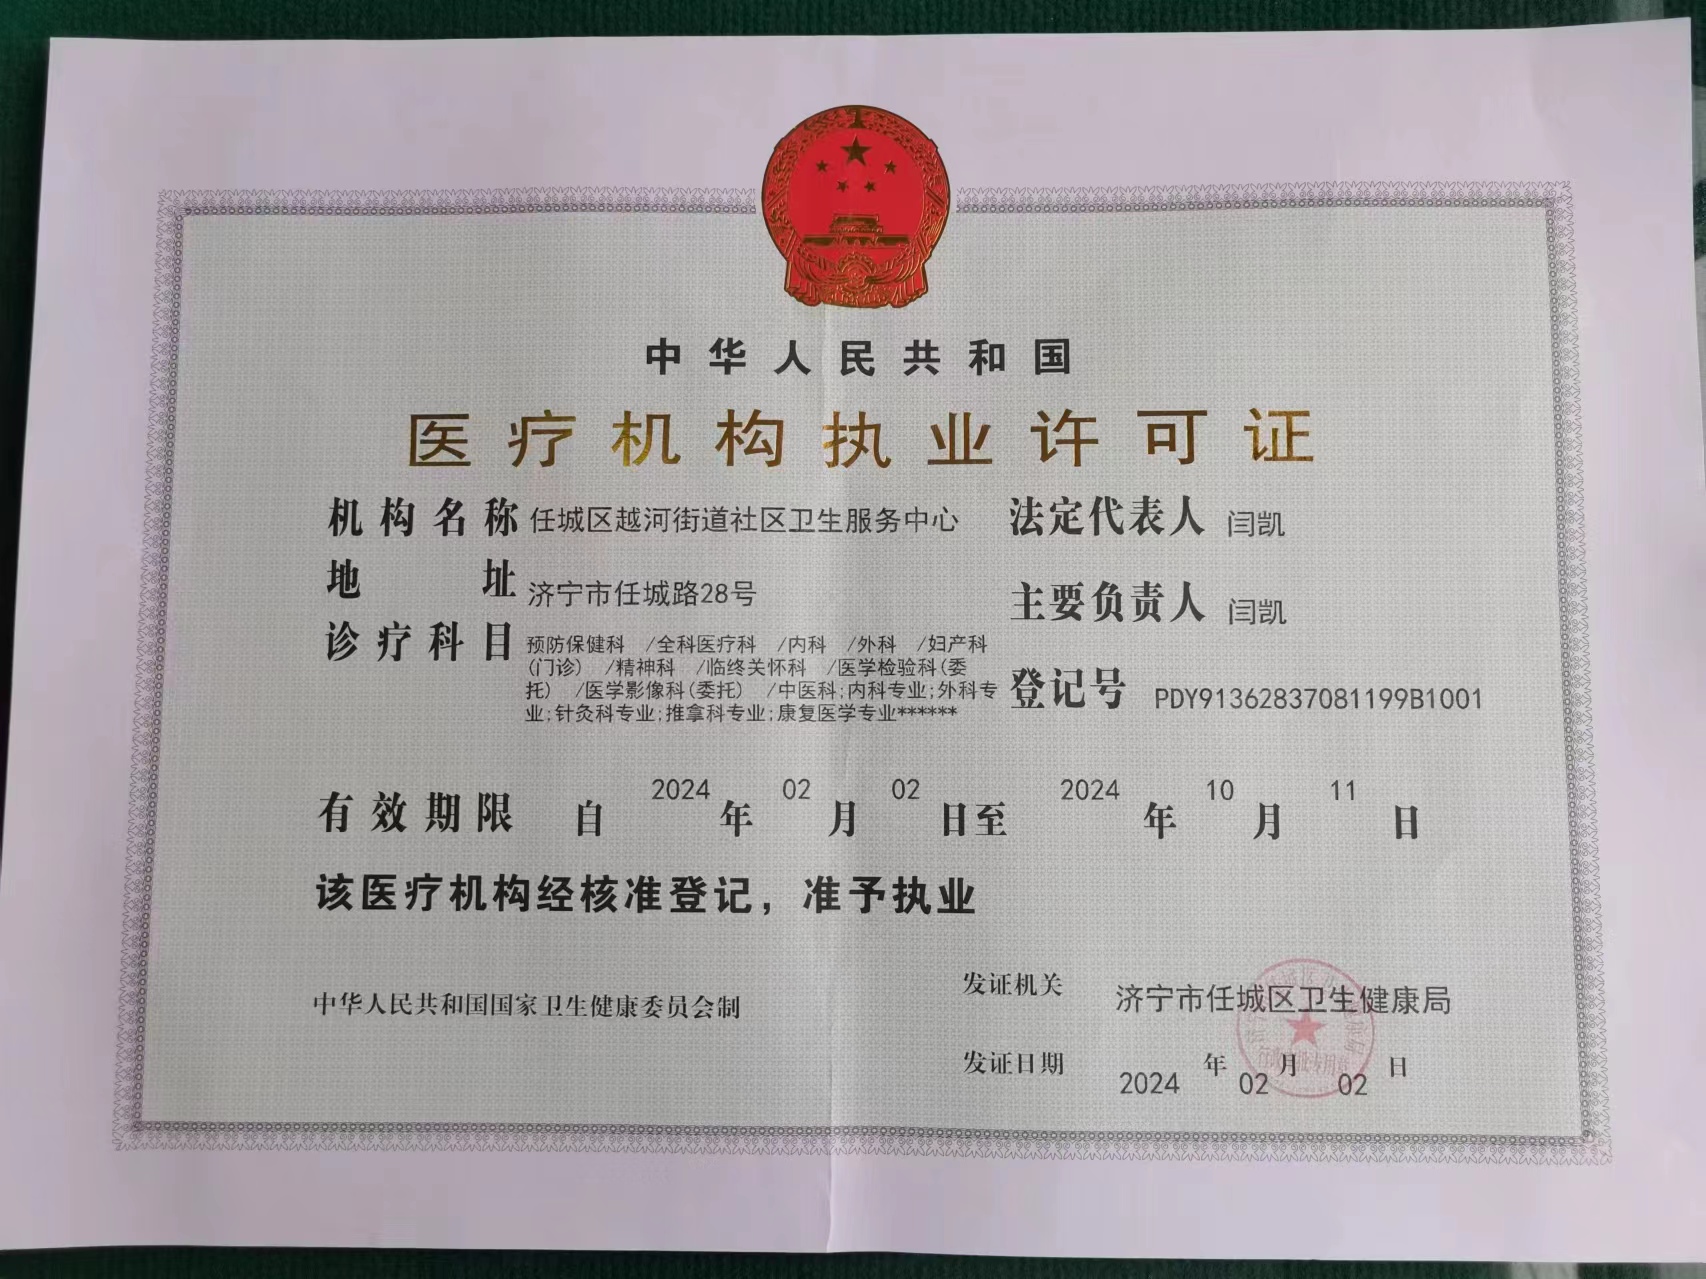 中华人民共和国
医疗机构执业许可证
机构名称 任城区越河街道社区卫生服务中心
法定代表人 闫凯
地址 济宁市任城路28号
主要负责人 闫凯
诊疗科目 预防保健科 /全科医疗科 /内科 /外科 /妇产科
(门诊) /精神科 /临终关怀科 /医学检验科(委
托) /医学影像科(委托) /中医科;内科专业;外科专
业;针灸科专业;推拿科专业;康复医学专业******
登记号 PDY91362837081199B1001
有效期限 自 2024 年 02 月 02 日至 2024 年 10 月 11 日
该医疗机构经核准登记，准予执业
中华人民共和国国家卫生健康委员会制
发证机关 济宁市任城区卫生健康局
发证日期 2024 年 02 月 02 日